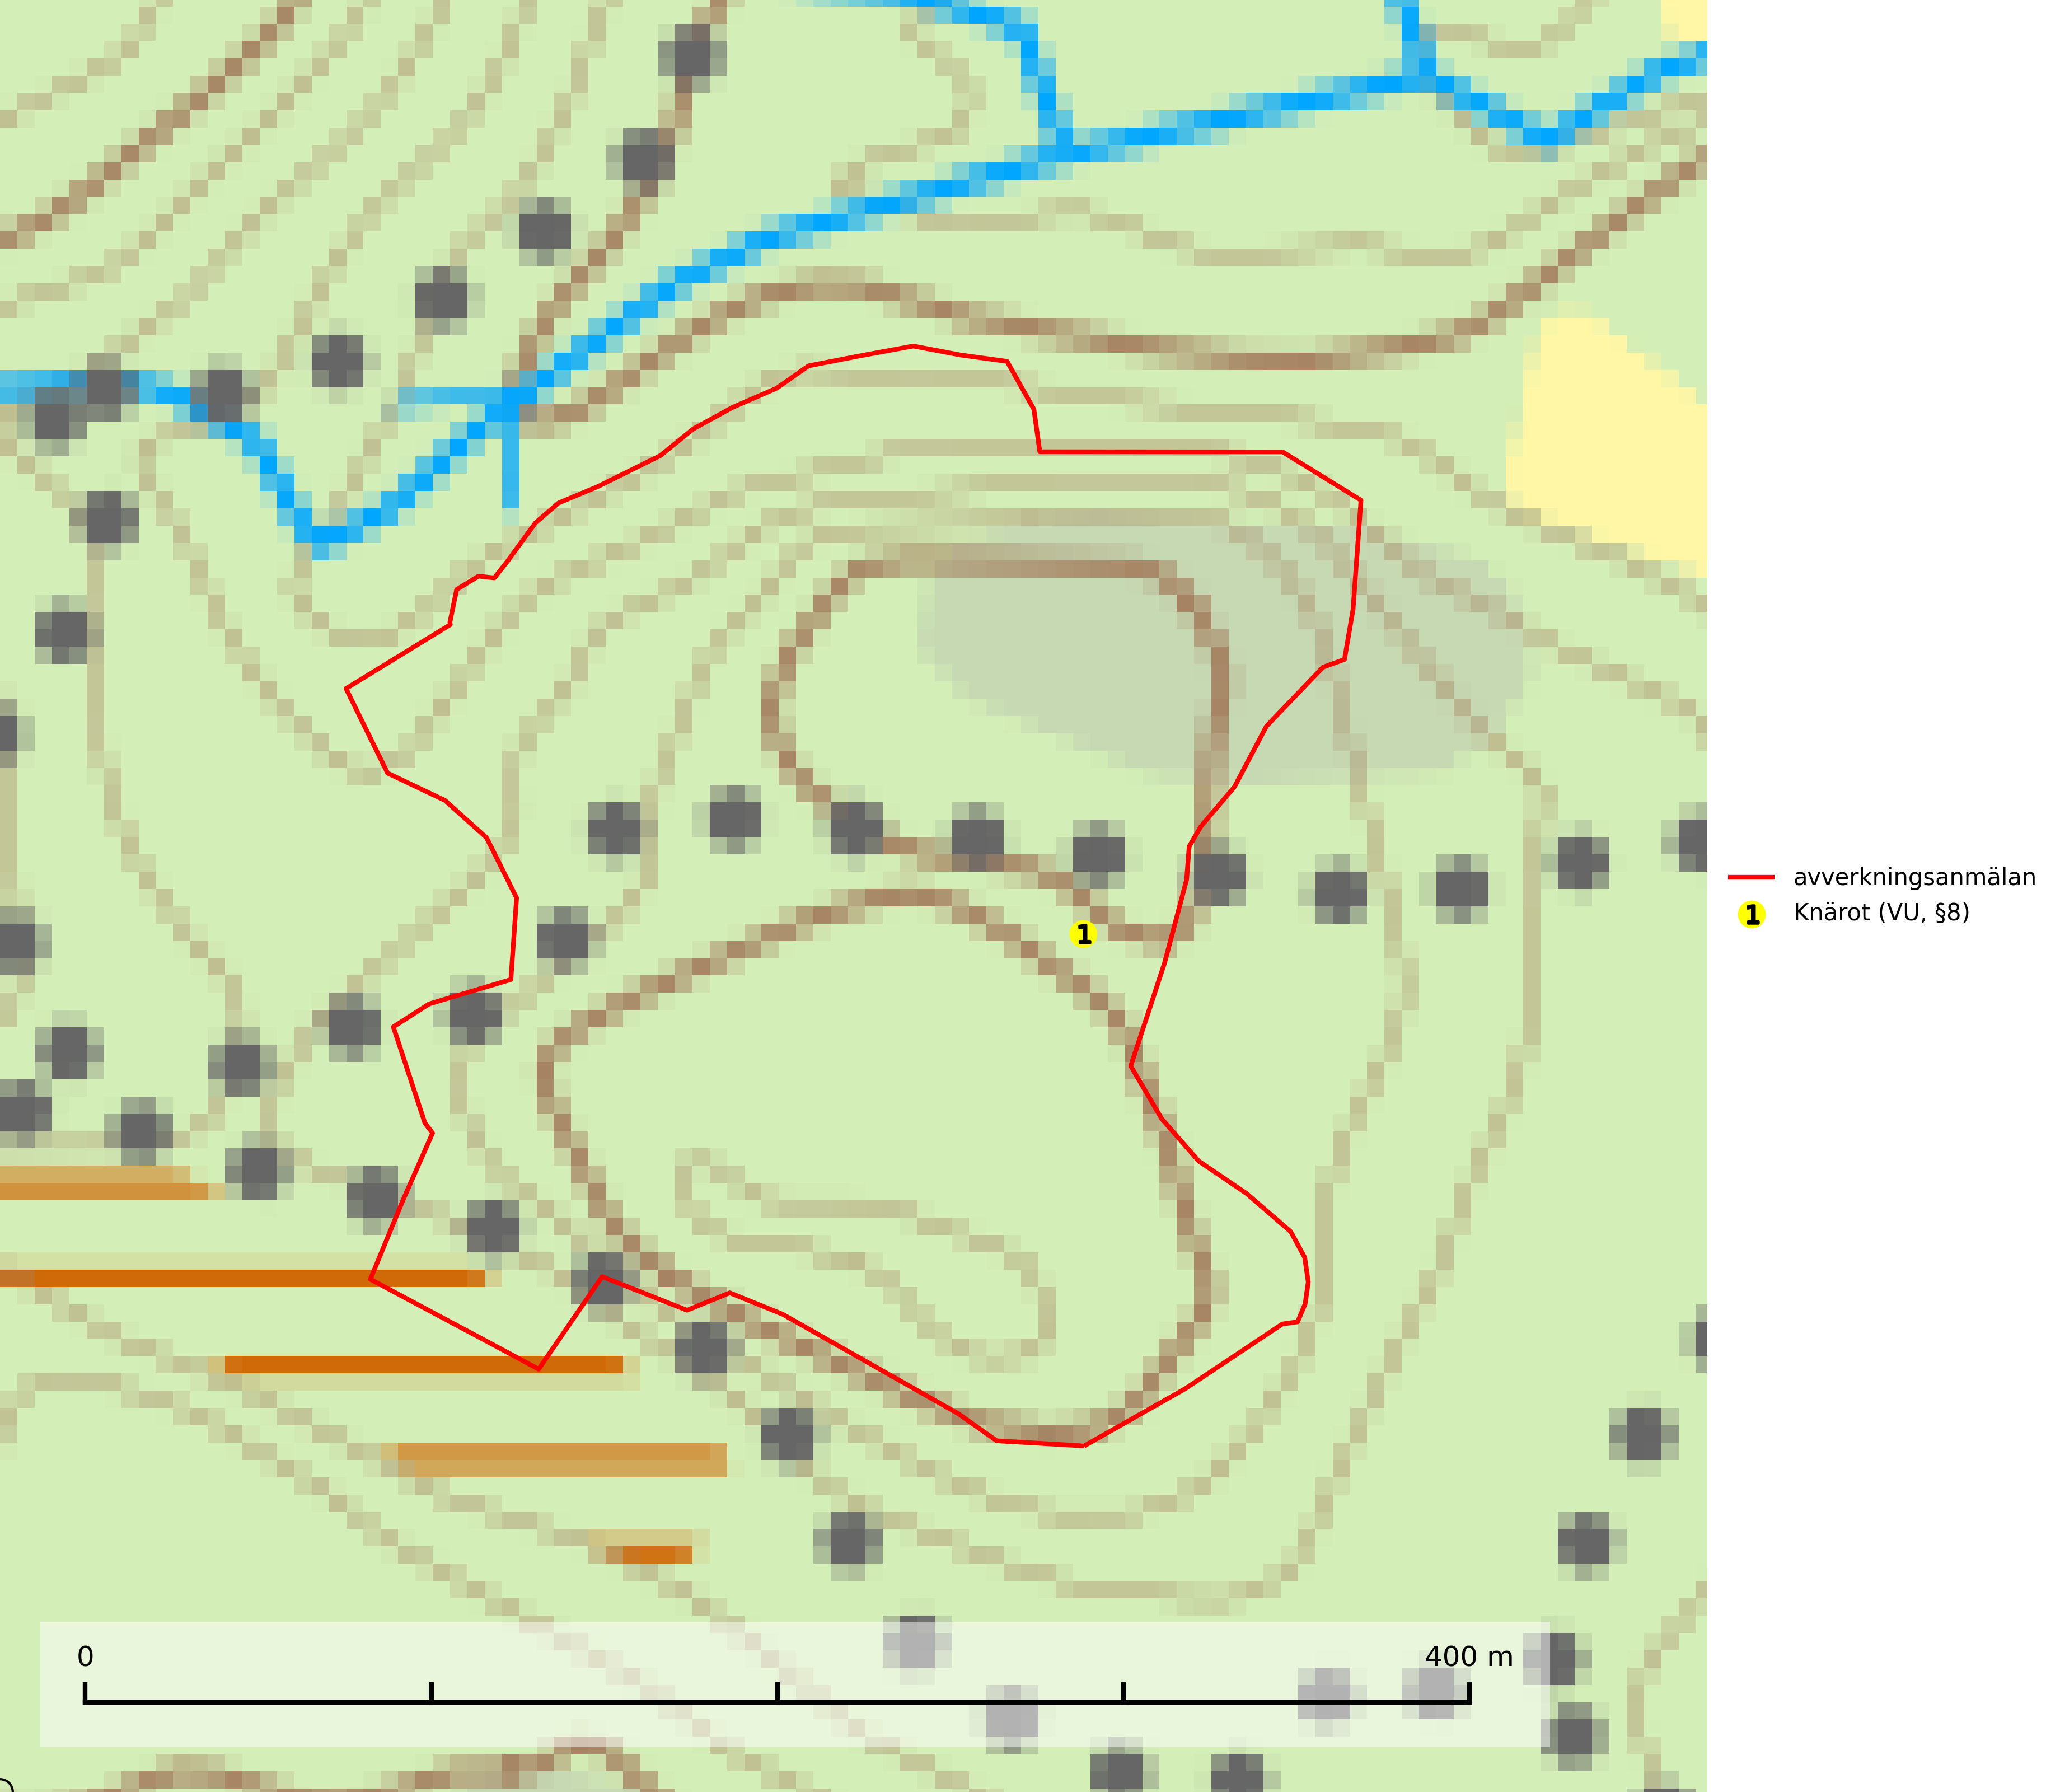 1
avverkningsanmälan
1 Knärot (VU, §8)
0 400 m